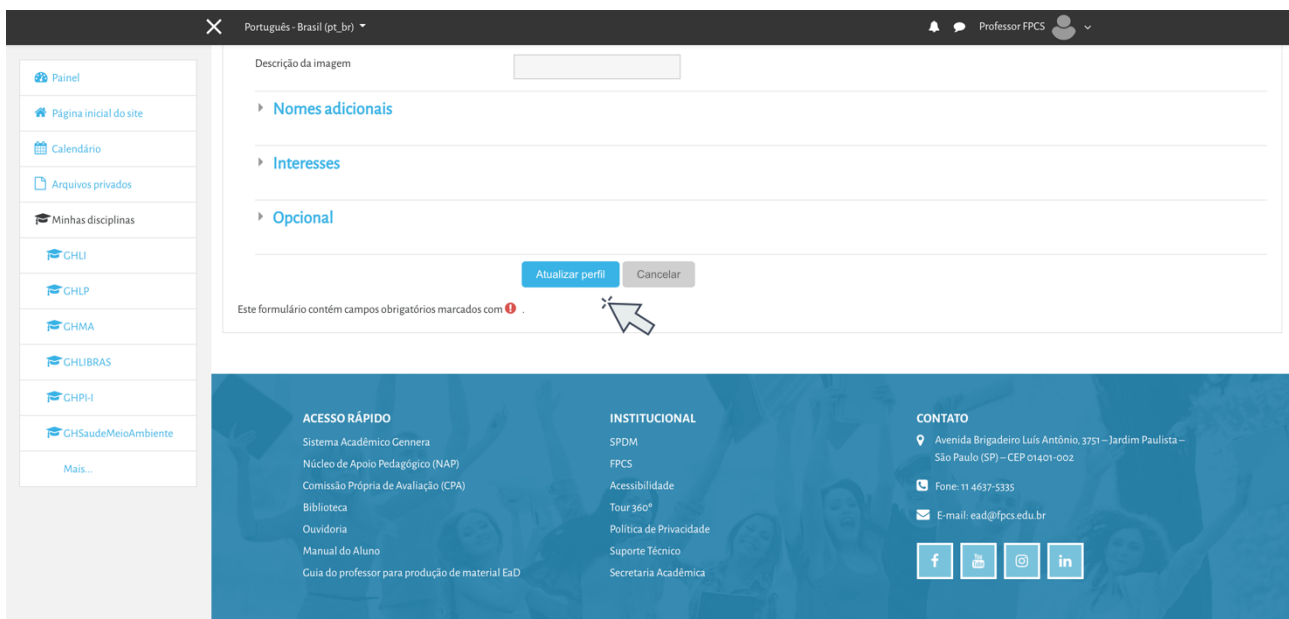 Português - Brasil (pt_br)
Professor FPCS
Painel
Página inicial do site
Calendário
Arquivos privados
Minhas disciplinas
GHLI
GHLP
GHMA
GHLIBRAS
GHPI-I
GHSaudeMeioAmbiente
Mais...
Descrição da imagem
Nomes adicionais
Interesses
Opcional
Atualizar perfil
Cancelar
Este formulário contém campos obrigatórios marcados com .
ACESSO RÁPIDO
Sistema Acadêmico Gennera
Núcleo de Apoio Pedagógico (NAP)
Comissão Própria de Avaliação (CPA)
Biblioteca
Ouvidoria
Manual do Aluno
Guia do professor para produção de material EaD
INSTITUCIONAL
SPDM
FPCS
Acessibilidade
Tour 360º
Política de Privacidade
Suporte Técnico
Secretaria Acadêmica
CONTATO
Avenida Brigadeiro Luís Antônio, 3751 – Jardim Paulista –
São Paulo (SP) – CEP 01401-002
Fone: 11 4637-5335
E-mail: ead@fpcs.edu.br